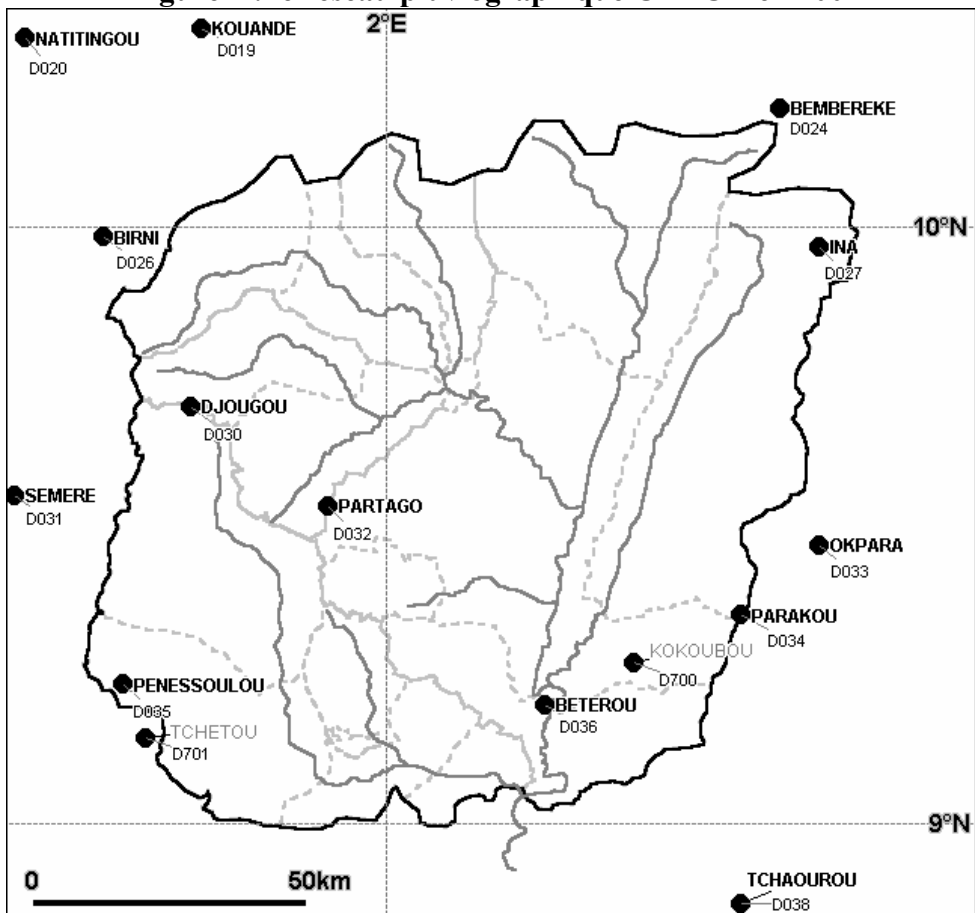 2°E
KOUANDE
D019
NATITINGOU
D020
BEMBEREKE
D024
10°N
BIRNI
D026
INA
D027
DJOUGOU
D030
SEMERE
D031
PARTAGO
D032
OKPARA
D033
PARAKOU
D034
KOKOUBOU
D700
PENESSOULOU
D035
BETEROU
D036
TCHETOU
D701
9°N
0 50km
TCHAOUROU
D038